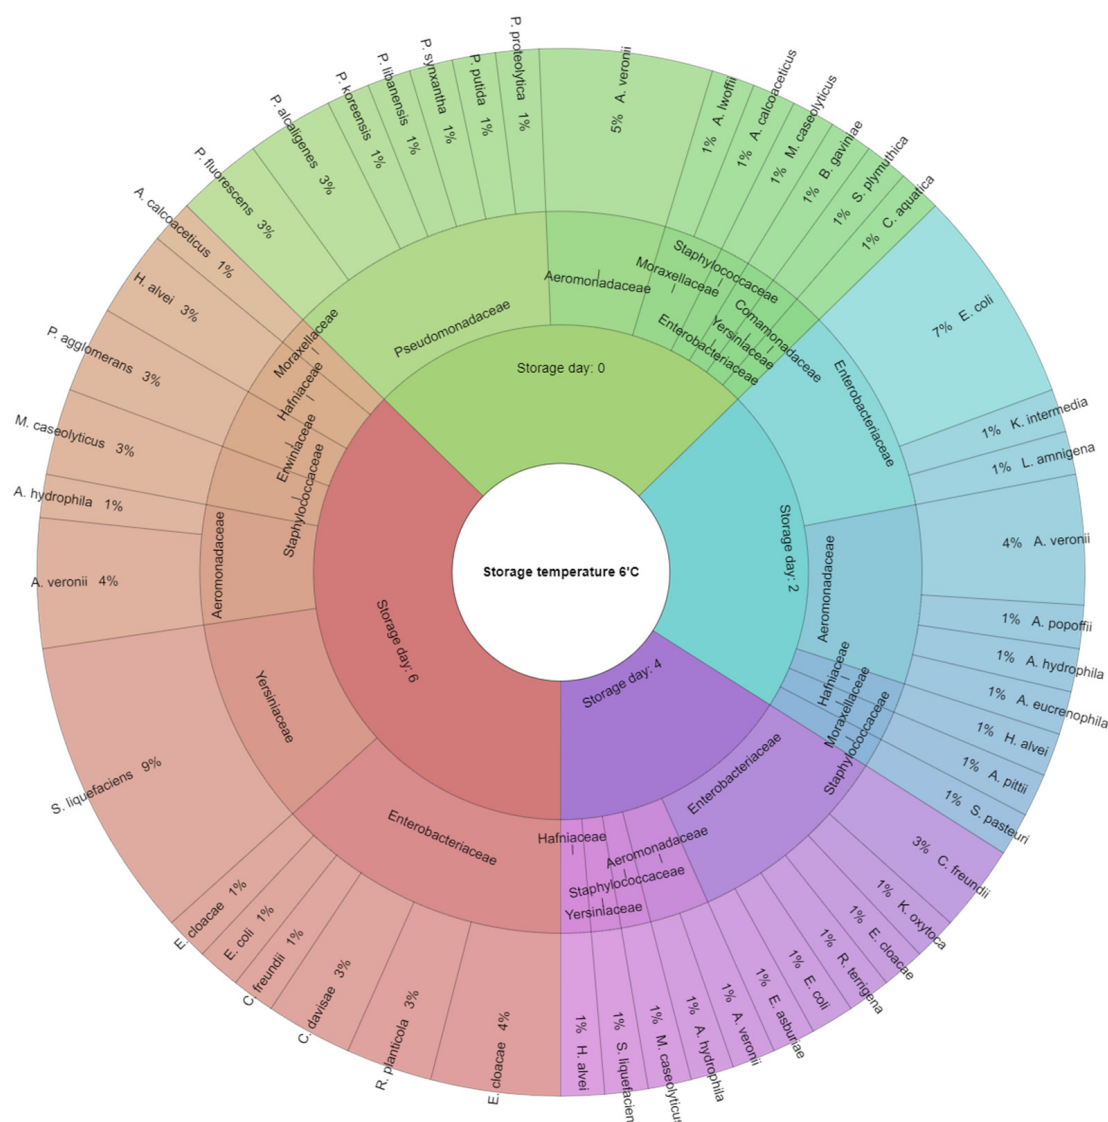 Storage temperature 6'C
Storage day: 0
Pseudomonadaceae
P. fluorescens 3%
P. alcaligenes 3%
P. koreensis 1%
P. libanensis 1%
P. synxantha 1%
P. putida 1%
P. proteolytica 1%
Aeromonadaceae
5% A. veronii
Moraxellaceae
1% A. lwoffii
1% A. calcoaceticus
Staphylococcaceae
1% M. caseolyticus
Enterobacteriaceae
1% B. gaviniae
Yersiniaceae
1% S. plymuthica
Comamonadaceae
1% C. aquatica
Storage day: 2
Enterobacteriaceae
7% E. coli
1% K. intermedia
1% L. amnigena
Aeromonadaceae
4% A. veronii
1% A. popoffii
1% A. hydrophila
1% A. eucrenophila
Hafniaceae
1% H. alvei
Moraxellaceae
1% A. pittii
Staphylococcaceae
1% S. pasteuri
Storage day: 4
Enterobacteriaceae
3% C. freundii
1% K. oxytoca
1% E. cloacae
1% R. terrigena
1% E. coli
1% E. asburiae
Aeromonadaceae
1% A. veronii
1% A. hydrophila
Staphylococcaceae
1% M. caseolyticus
Yersiniaceae
1% S. liquefacien
Hafniaceae
1% H. alvei
Storage day: 6
Enterobacteriaceae
E. cloacae 4%
R. planticola 3%
C. davisae 3%
C. freundii 1%
E. coli 1%
E. cloacae 1%
Yersiniaceae
S. liquefaciens 9%
Aeromonadaceae
A. veronii 4%
A. hydrophila 1%
Staphylococcaceae
M. caseolyticus 3%
Erwiniaceae
P. agglomerans 3%
Hafniaceae
H. alvei 3%
Moraxellaceae
A. calcoaceticus 1%